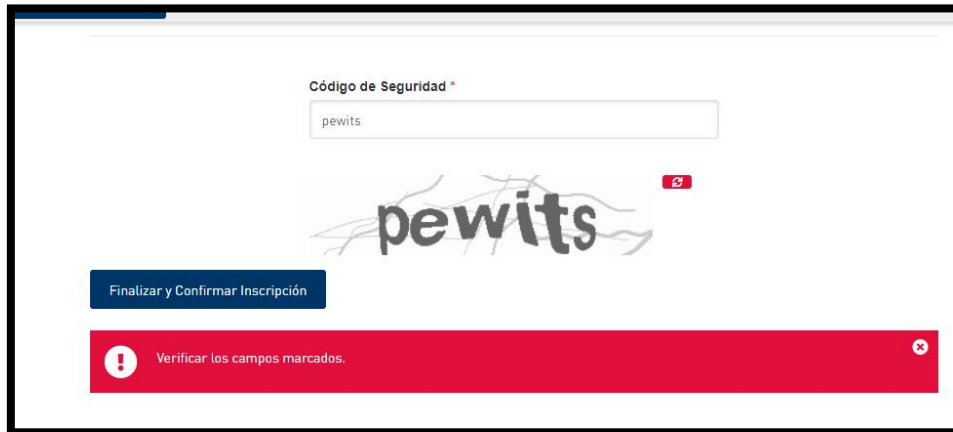 Código de Seguridad *
pewits
pewits
Finalizar y Confirmar Inscripción
Verificar los campos marcados.